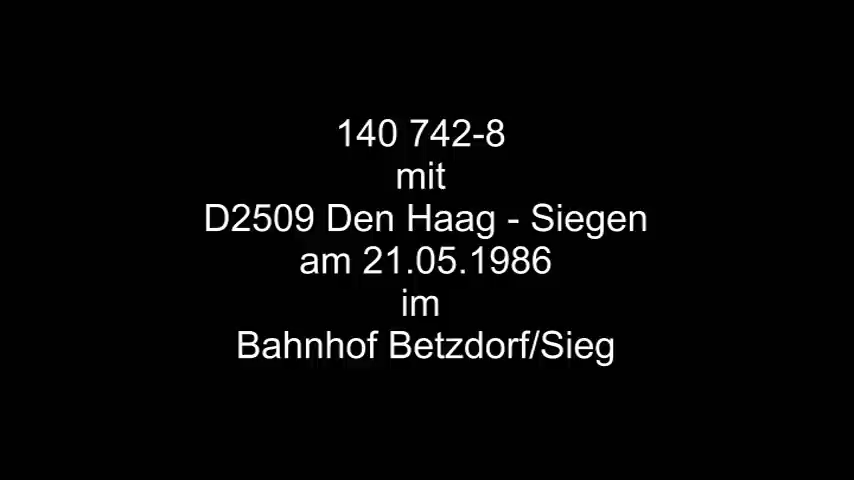 140 742-8
mit
D2509 Den Haag - Siegen
am 21.05.1986
im
Bahnhof Betzdorf/Sieg